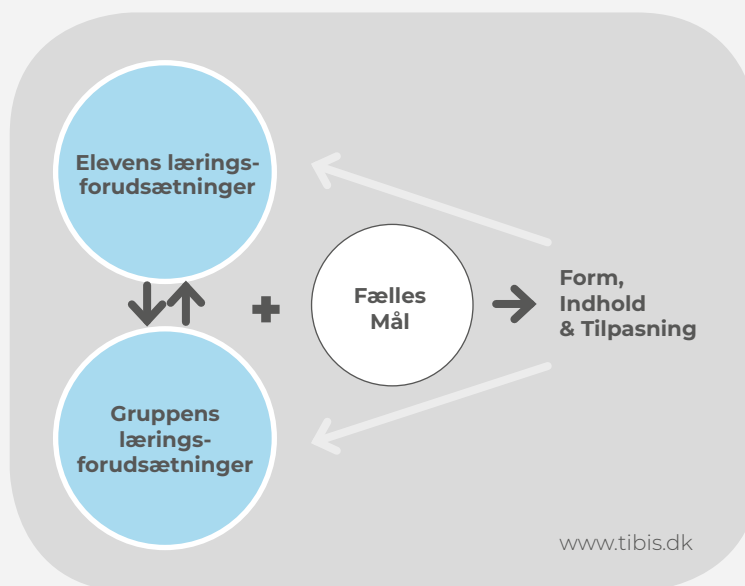 Elevens lærings-
forudsætninger
Fælles
Mål
Form,
Indhold
& Tilpasning
Gruppens
lærings-
forudsætninger
www.tibis.dk